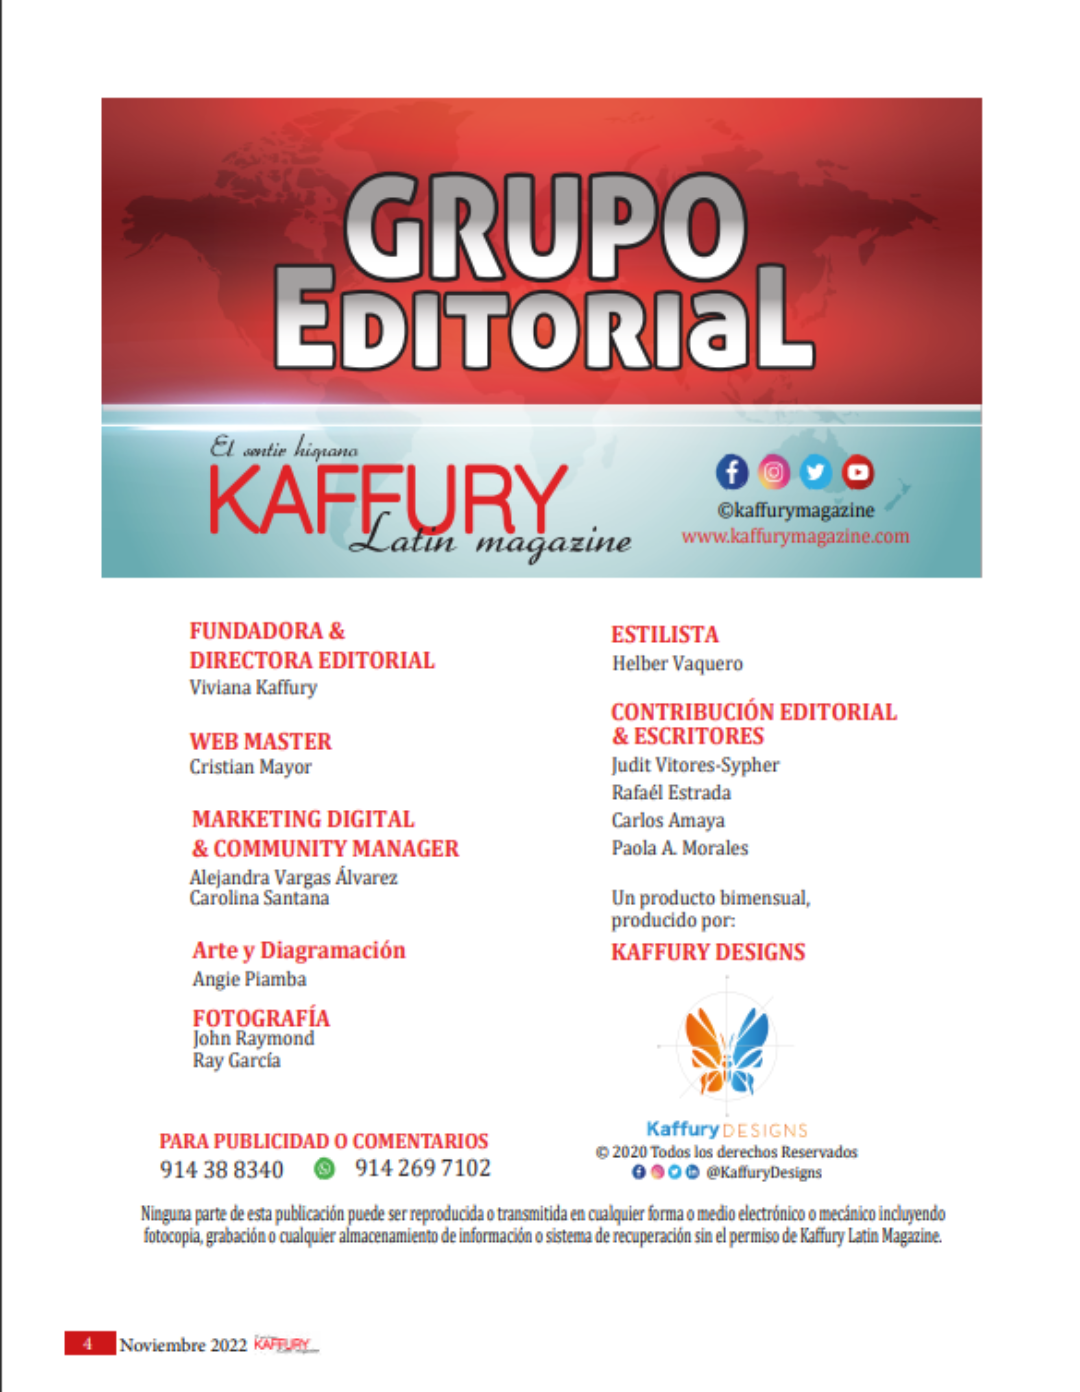 GRUPO
EDITORIAL
El sentir hispano
KAFFURY
Latin magazine
©kaffurymagazine
www.kaffurymagazine.com
FUNDADORA &
DIRECTORA EDITORIAL
Viviana Kaffury
WEB MASTER
Cristian Mayor
MARKETING DIGITAL
& COMMUNITY MANAGER
Alejandra Vargas Álvarez
Carolina Santana
Arte y Diagramación
Angie Piamba
FOTOGRAFÍA
John Raymond
Ray García
PARA PUBLICIDAD O COMENTARIOS
914 38 8340 914 269 7102
ESTILISTA
Helber Vaquero
CONTRIBUCIÓN EDITORIAL
& ESCRITORES
Judit Vitores-Sypher
Rafaél Estrada
Carlos Amaya
Paola A. Morales
Un producto bimensual,
producido por:
KAFFURY DESIGNS
Kaffury DESIGNS
© 2020 Todos los derechos Reservados
@KaffuryDesigns
Ninguna parte de esta publicación puede ser reproducida o transmitida en cualquier forma o medio electrónico o mecánico incluyendo
fotocopia, grabación o cualquier almacenamiento de información o sistema de recuperación sin el permiso de Kaffury Latin Magazine.
4 Noviembre 2022 KAFFURY